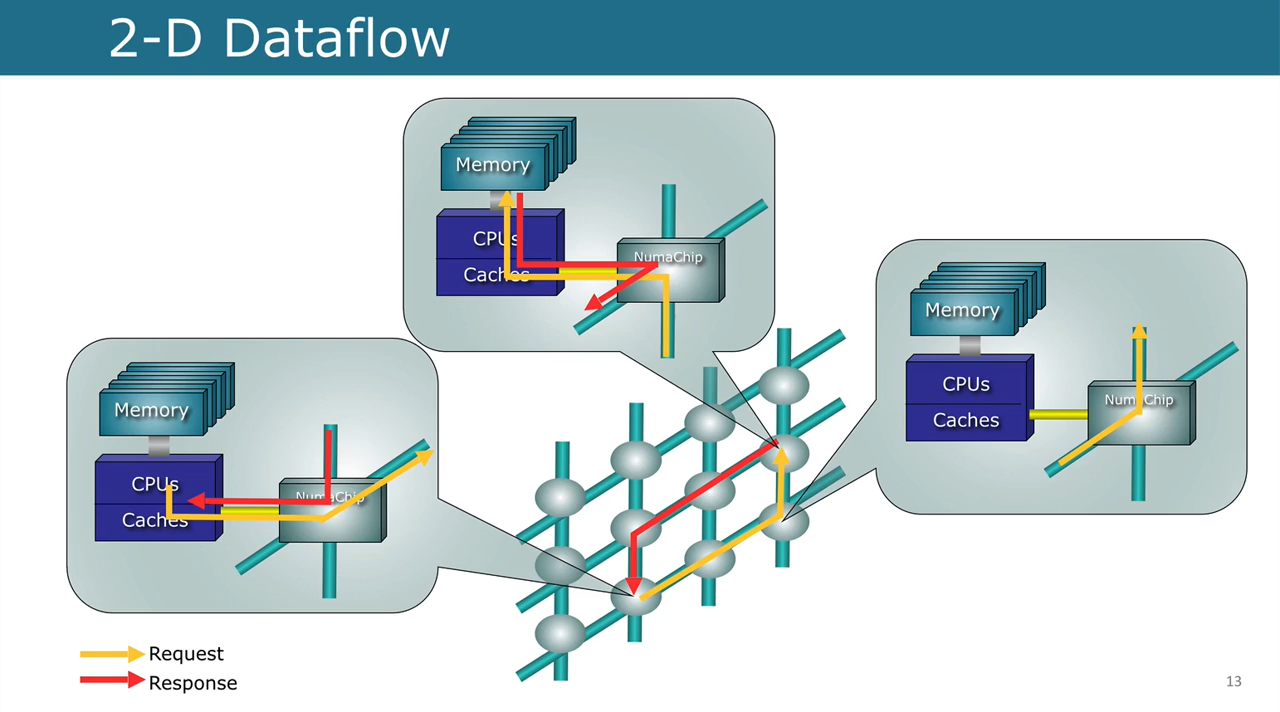 2-D Dataflow
Memory
CPUs
Caches
NumaChip
Memory
CPUs
Caches
NumaChip
Memory
CPUs
Caches
NumaChip
Request
Response
13